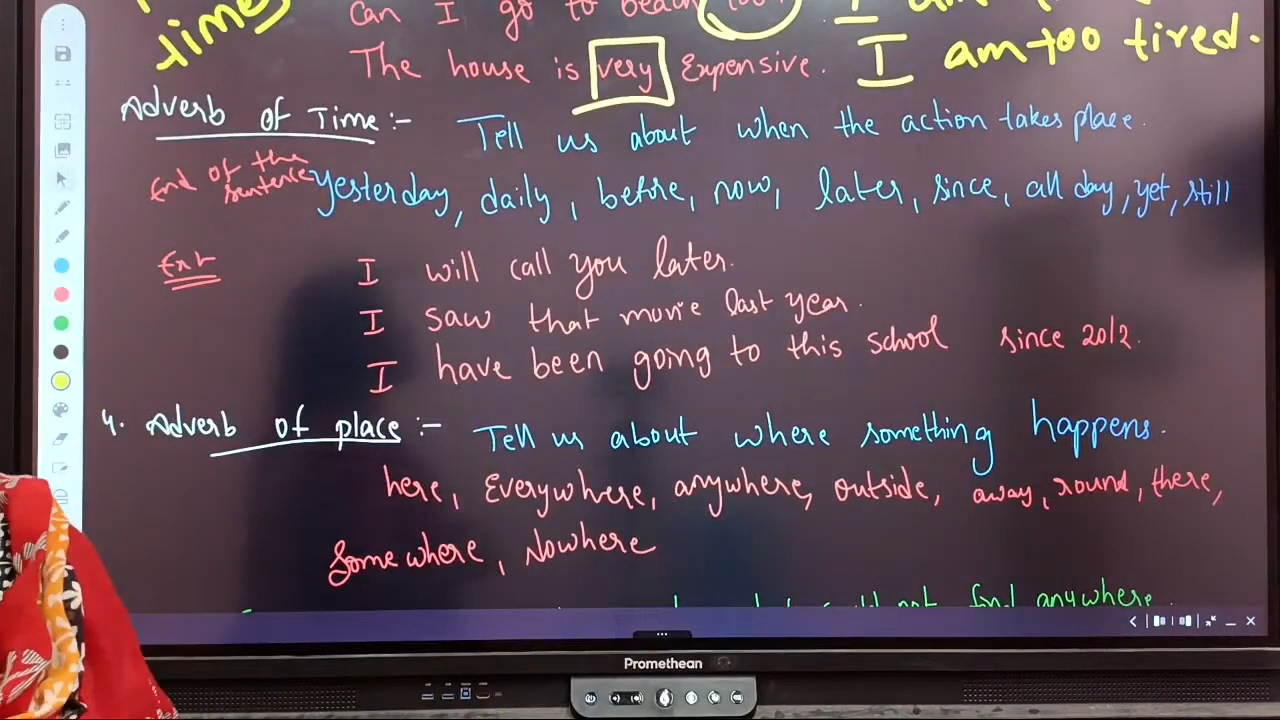 times
Can I go to beach too
I am
The house is very Expensive.
I am too tired.
Adverb of Time :- Tell us about when the action takes place.
End of the sentence
yesterday, daily, before, now, later, since, all day, yet, still
I will call you later.
I saw that movie last year.
I have been going to this school since 2012.
4. Adverb of place :- Tell us about where something happens.
here, Everywhere, anywhere, outside, away, round, there,
Somewhere, Nowhere
not find anywhere
Promethean